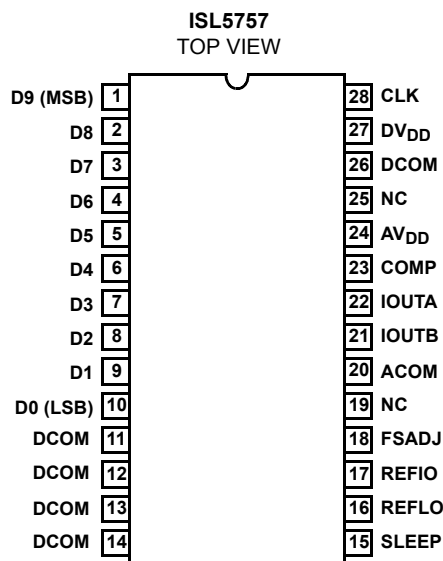 ISL5757
TOP VIEW
D9 (MSB) 1 28 CLK
D8 2 27 DVDD
D7 3 26 DCOM
D6 4 25 NC
D5 5 24 AVDD
D4 6 23 COMP
D3 7 22 IOUTA
D2 8 21 IOUTB
D1 9 20 ACOM
D0 (LSB) 10 19 NC
DCOM 11 18 FSADJ
DCOM 12 17 REFIO
DCOM 13 16 REFLO
DCOM 14 15 SLEEP